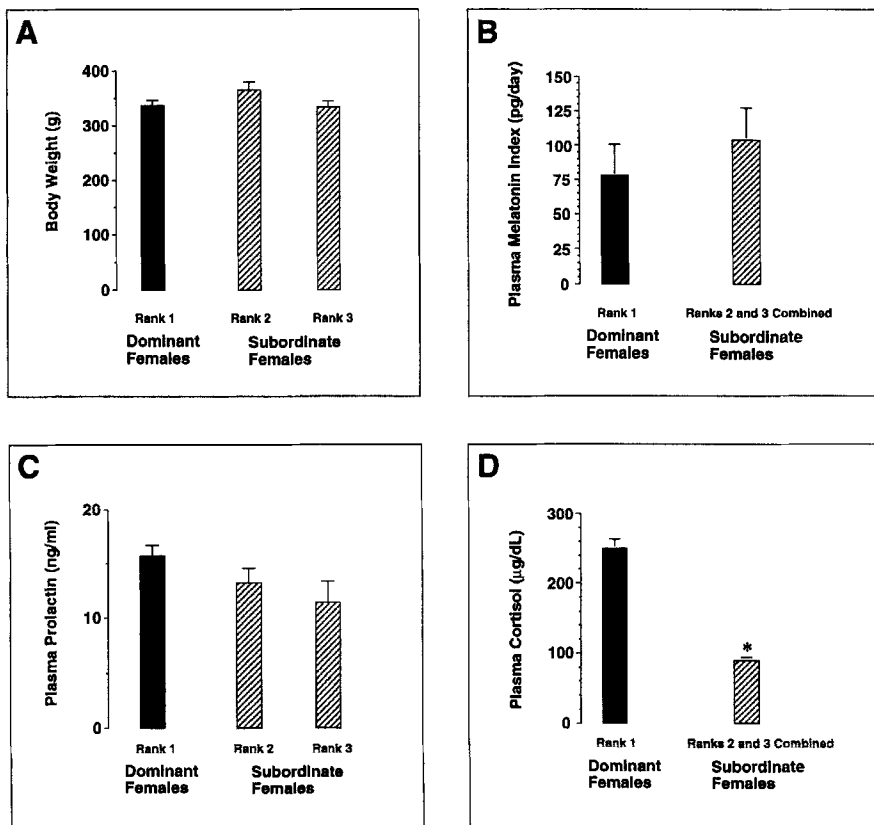 A
Body Weight (g)
400
300
200
100
0
Rank 1
Rank 2
Rank 3
Dominant
Females
Subordinate
Females
B
Plasma Melatonin Index (pg/day)
150
125
100
75
50
25
0
Rank 1
Ranks 2 and 3 Combined
Dominant
Females
Subordinate
Females
C
Plasma Prolactin (ng/ml)
20
10
0
Rank 1
Rank 2
Rank 3
Dominant
Females
Subordinate
Females
D
Plasma Cortisol (μg/dL)
300
200
100
0
*
Rank 1
Ranks 2 and 3 Combined
Dominant
Females
Subordinate
Females